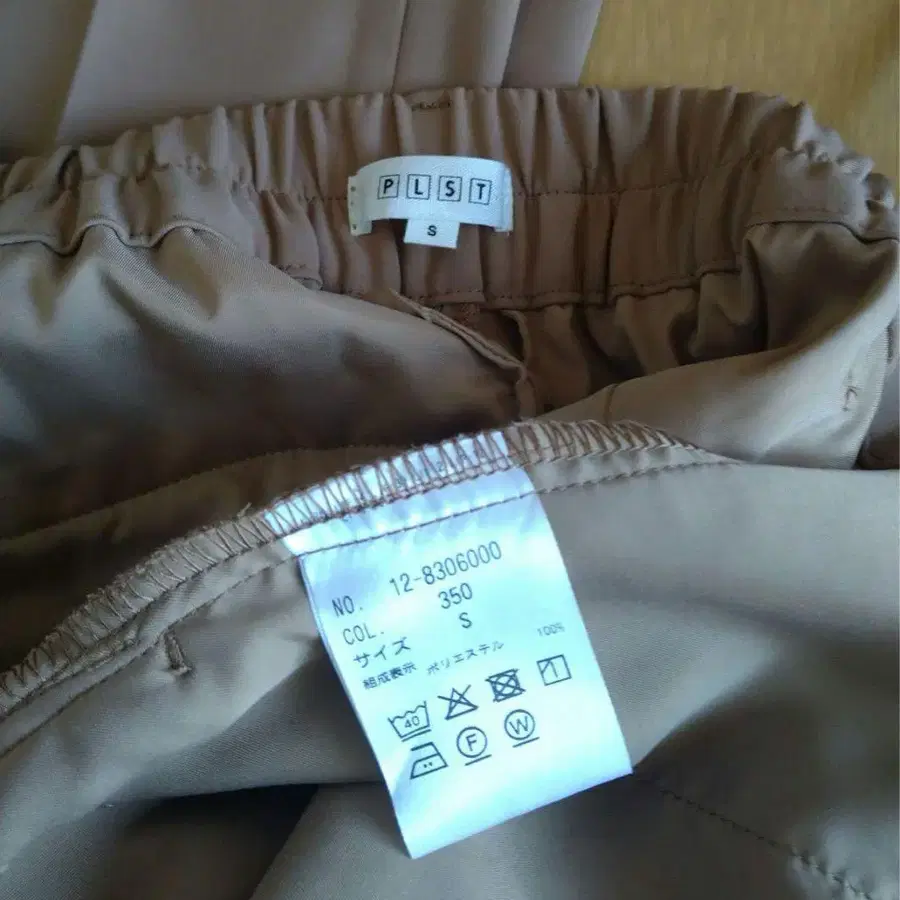 PLST
S
NO. 12-8306000
COL. 350
サイズ S
組成表示 ポリエステル 100%
40
F W